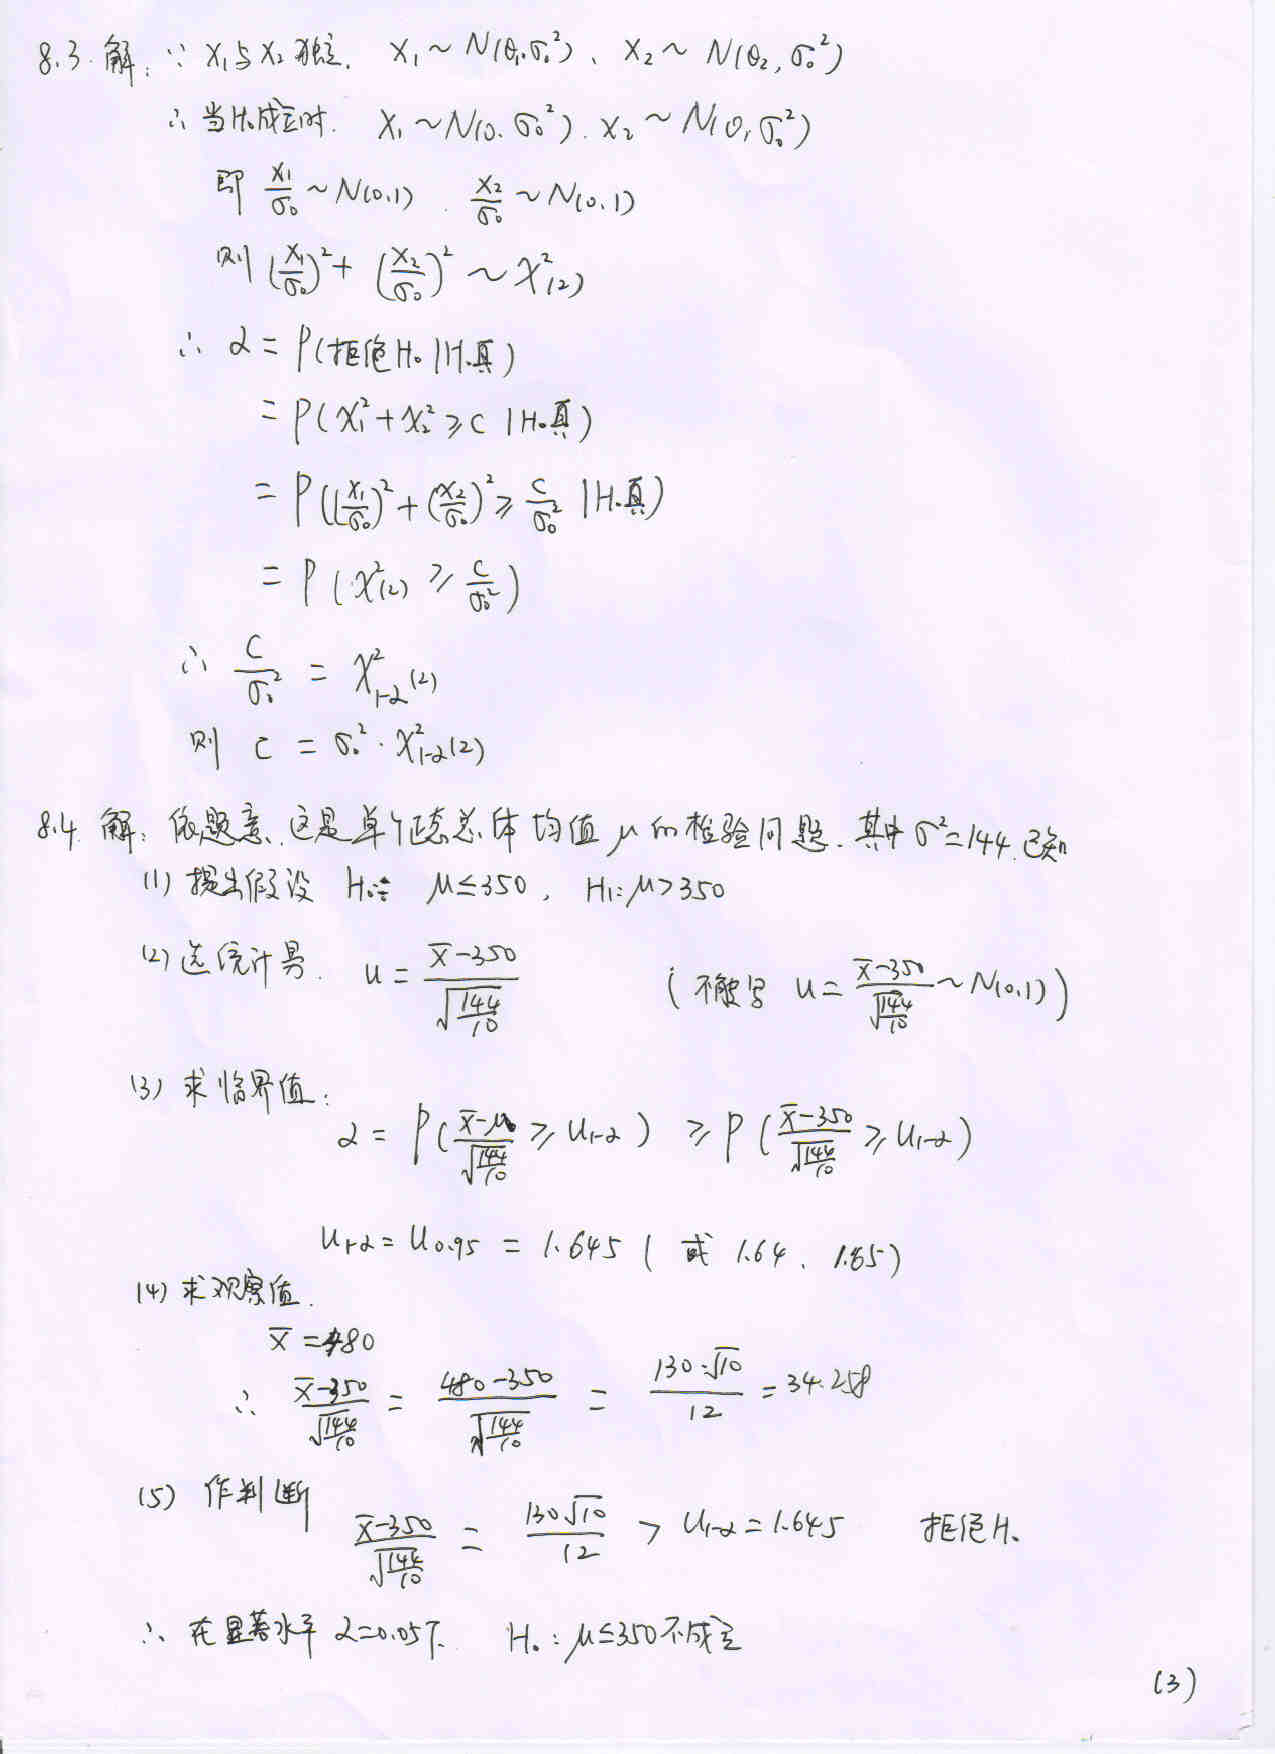 8.3. 解: ∵ X₁与X₂独立. X₁~N(θ₁,σ₀²)、X₂~N(θ₂,σ₀²)
∴ 当H₀成立时. X₁~N(0.σ₀²). X₂~N(0,σ₀²)
即 X₁/σ₀ ~N(0.1). X₂/σ₀ ~N(0,1)
则 (X₁/σ₀)²+ (X₂/σ₀)² ~ χ²(2)
∴ α = P(拒绝H₀|H₀真)
= P(X₁²+X₂²≥C |H₀真)
= P((X₁/σ₀)²+(X₂/σ₀)²≥ C/σ₀² |H₀真)
= P(χ²(2) ≥ C/σ₀²)
∴ C/σ₀² = χ²₁₋α(2)
则 C = σ₀²·χ²₁₋α(2)
8.4. 解: 依题意, 这是单个正态总体均值μ的检验问题. 其中σ²=144.已知
(1) 提出假设 H₀: μ≤350, H₁:μ>350
(2) 选统计量. u = (x̄-350)/√(144/10) (不能写 u= (x̄-350)/√(144/10) ~N(0.1))
(3) 求临界值:
α = P((x̄-μ)/√(144/10) ≥ u₁₋α) ≥ P((x̄-350)/√(144/10) ≥ u₁₋α)
u₁₋α= u₀.₉₅ = 1.645 (或 1.64、1.65)
(4) 求观察值.
x̄ =480
∴ (x̄-350)/√(144/10) = (480-350)/√(144/10) = 130·√10/12 = 34.258
(5) 作判断
(x̄-350)/√(144/10) = 130√10/12 > u₁₋α=1.645 拒绝H₀
∴ 在显著水平 α=0.05下. H₀: μ≤350不成立
(3)